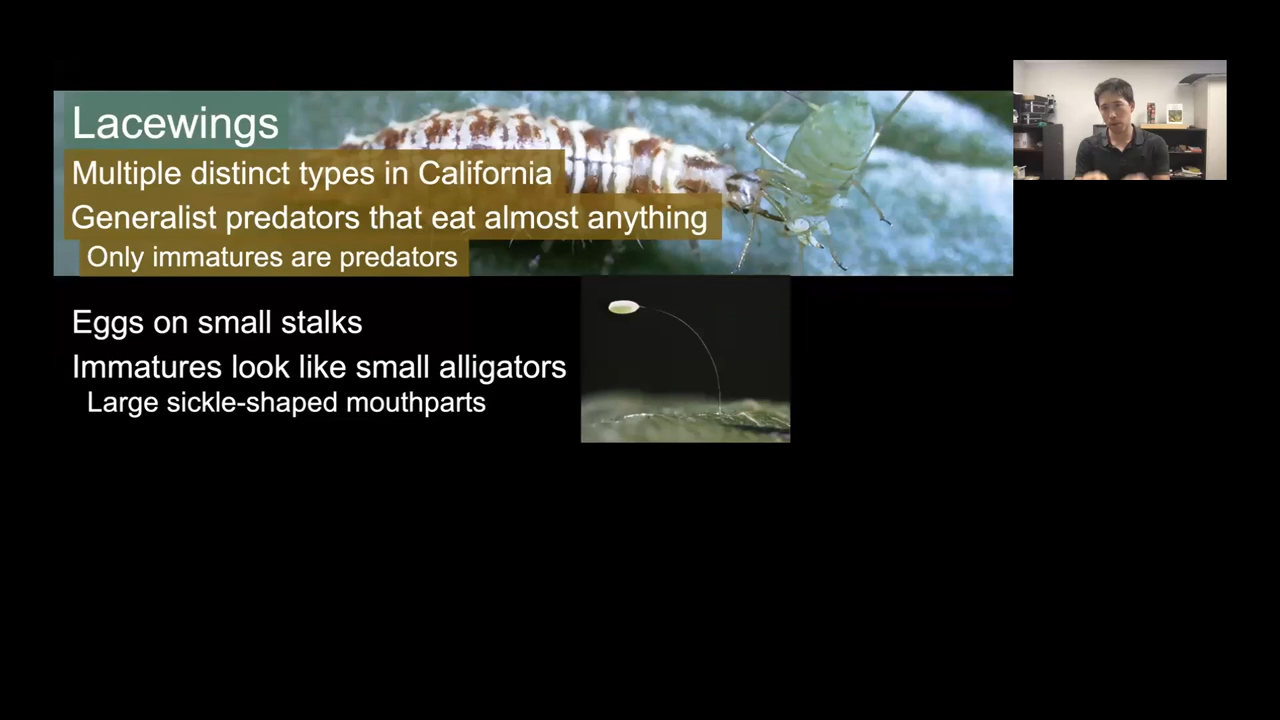 Lacewings
Multiple distinct types in California
Generalist predators that eat almost anything
Only immatures are predators
Eggs on small stalks
Immatures look like small alligators
Large sickle-shaped mouthparts